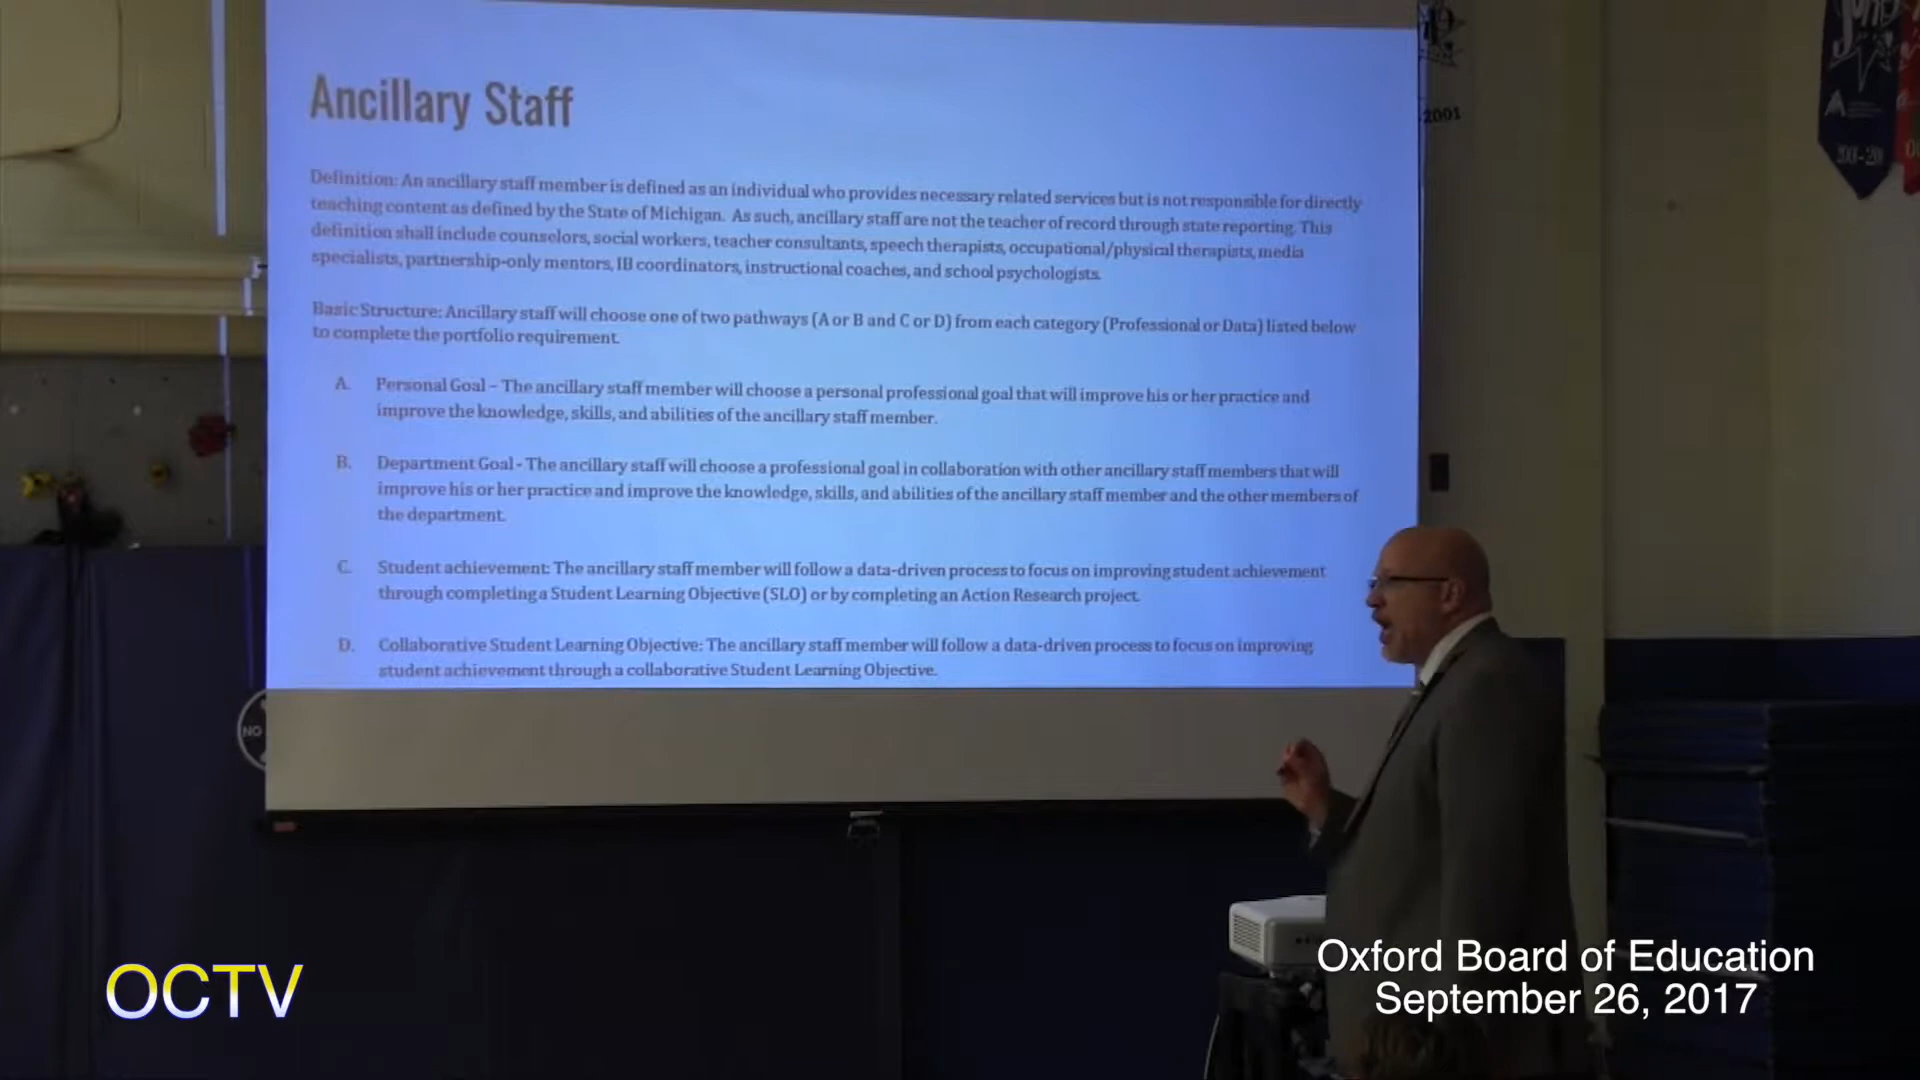 Ancillary Staff
Definition: An ancillary staff member is defined as an individual who provides necessary related services but is not responsible for directly
teaching content as defined by the State of Michigan. As such, ancillary staff are not the teacher of record through state reporting. This
definition shall include counselors, social workers, teacher consultants, speech therapists, occupational/physical therapists, media
specialists, partnership-only mentors, IB coordinators, instructional coaches, and school psychologists.
Basic Structure: Ancillary staff will choose one of two pathways (A or B and C or D) from each category (Professional or Data) listed below
to complete the portfolio requirement.
A. Personal Goal – The ancillary staff member will choose a personal professional goal that will improve his or her practice and
improve the knowledge, skills, and abilities of the ancillary staff member.
B. Department Goal - The ancillary staff will choose a professional goal in collaboration with other ancillary staff members that will
improve his or her practice and improve the knowledge, skills, and abilities of the ancillary staff member and the other members of
the department.
C. Student achievement: The ancillary staff member will follow a data-driven process to focus on improving student achievement
through completing a Student Learning Objective (SLO) or by completing an Action Research project.
D. Collaborative Student Learning Objective: The ancillary staff member will follow a data-driven process to focus on improving
student achievement through a collaborative Student Learning Objective.
2001
NO
OCTV
Oxford Board of Education
September 26, 2017